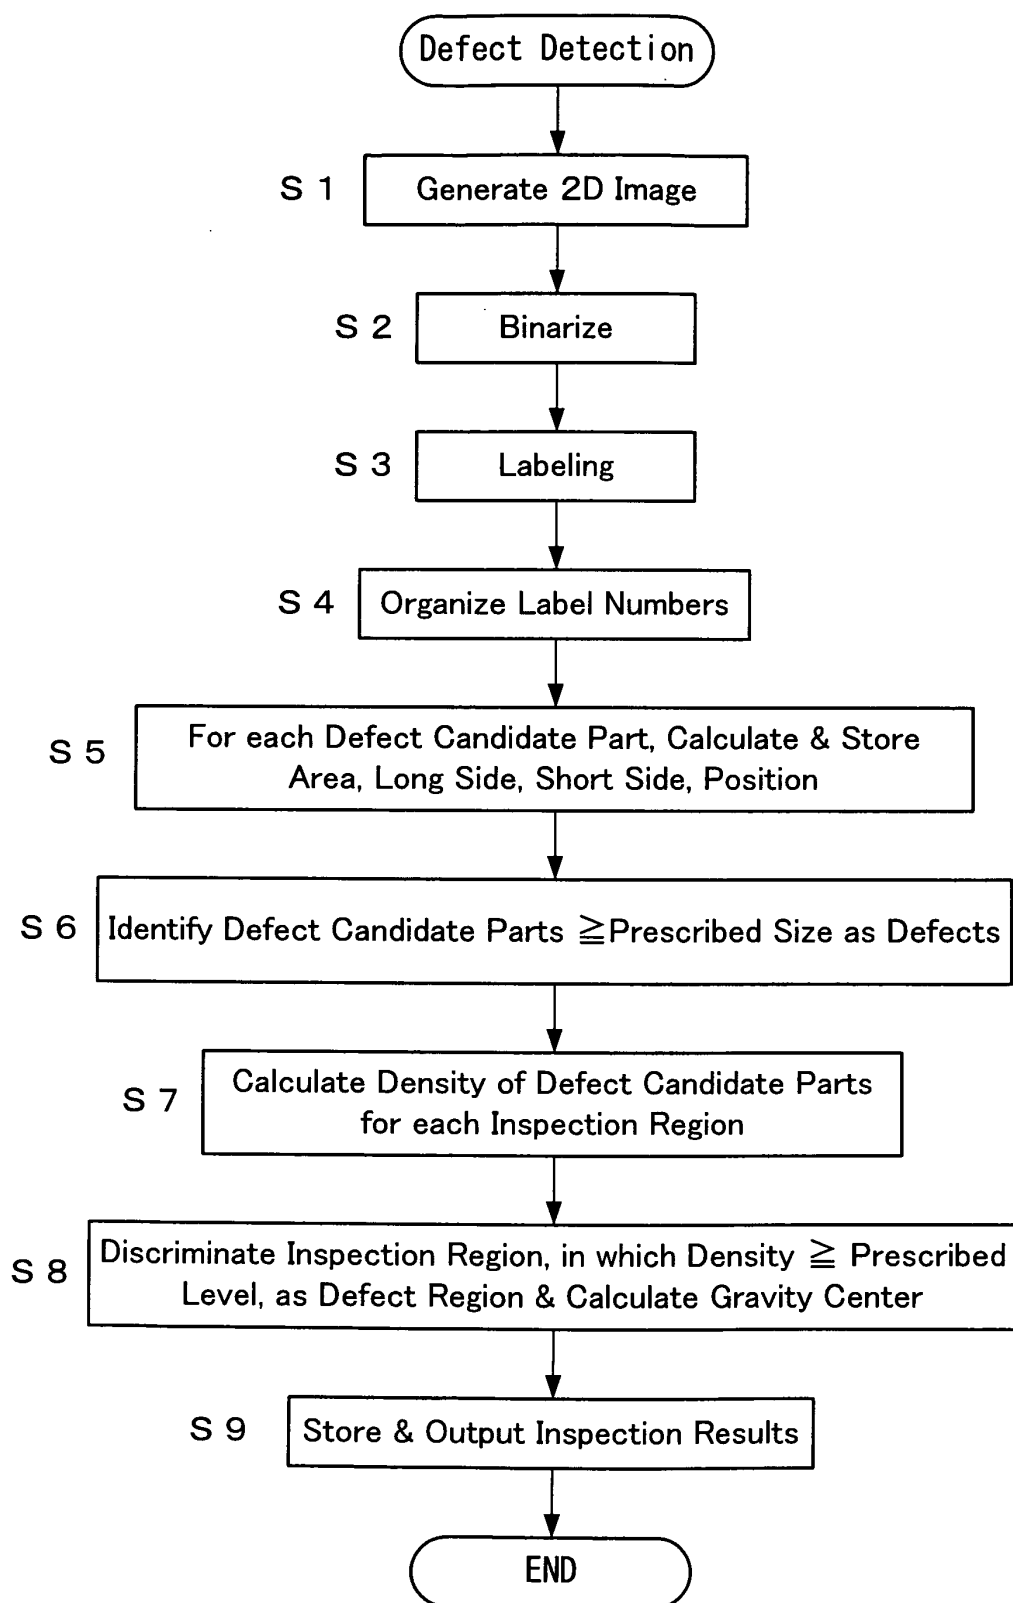 Defect Detection
S 1
Generate 2D Image
S 2
Binarize
S 3
Labeling
S 4
Organize Label Numbers
S 5
For each Defect Candidate Part, Calculate & Store
Area, Long Side, Short Side, Position
S 6
Identify Defect Candidate Parts ≧Prescribed Size as Defects
S 7
Calculate Density of Defect Candidate Parts
for each Inspection Region
S 8
Discriminate Inspection Region, in which Density ≧ Prescribed
Level, as Defect Region & Calculate Gravity Center
S 9
Store & Output Inspection Results
END